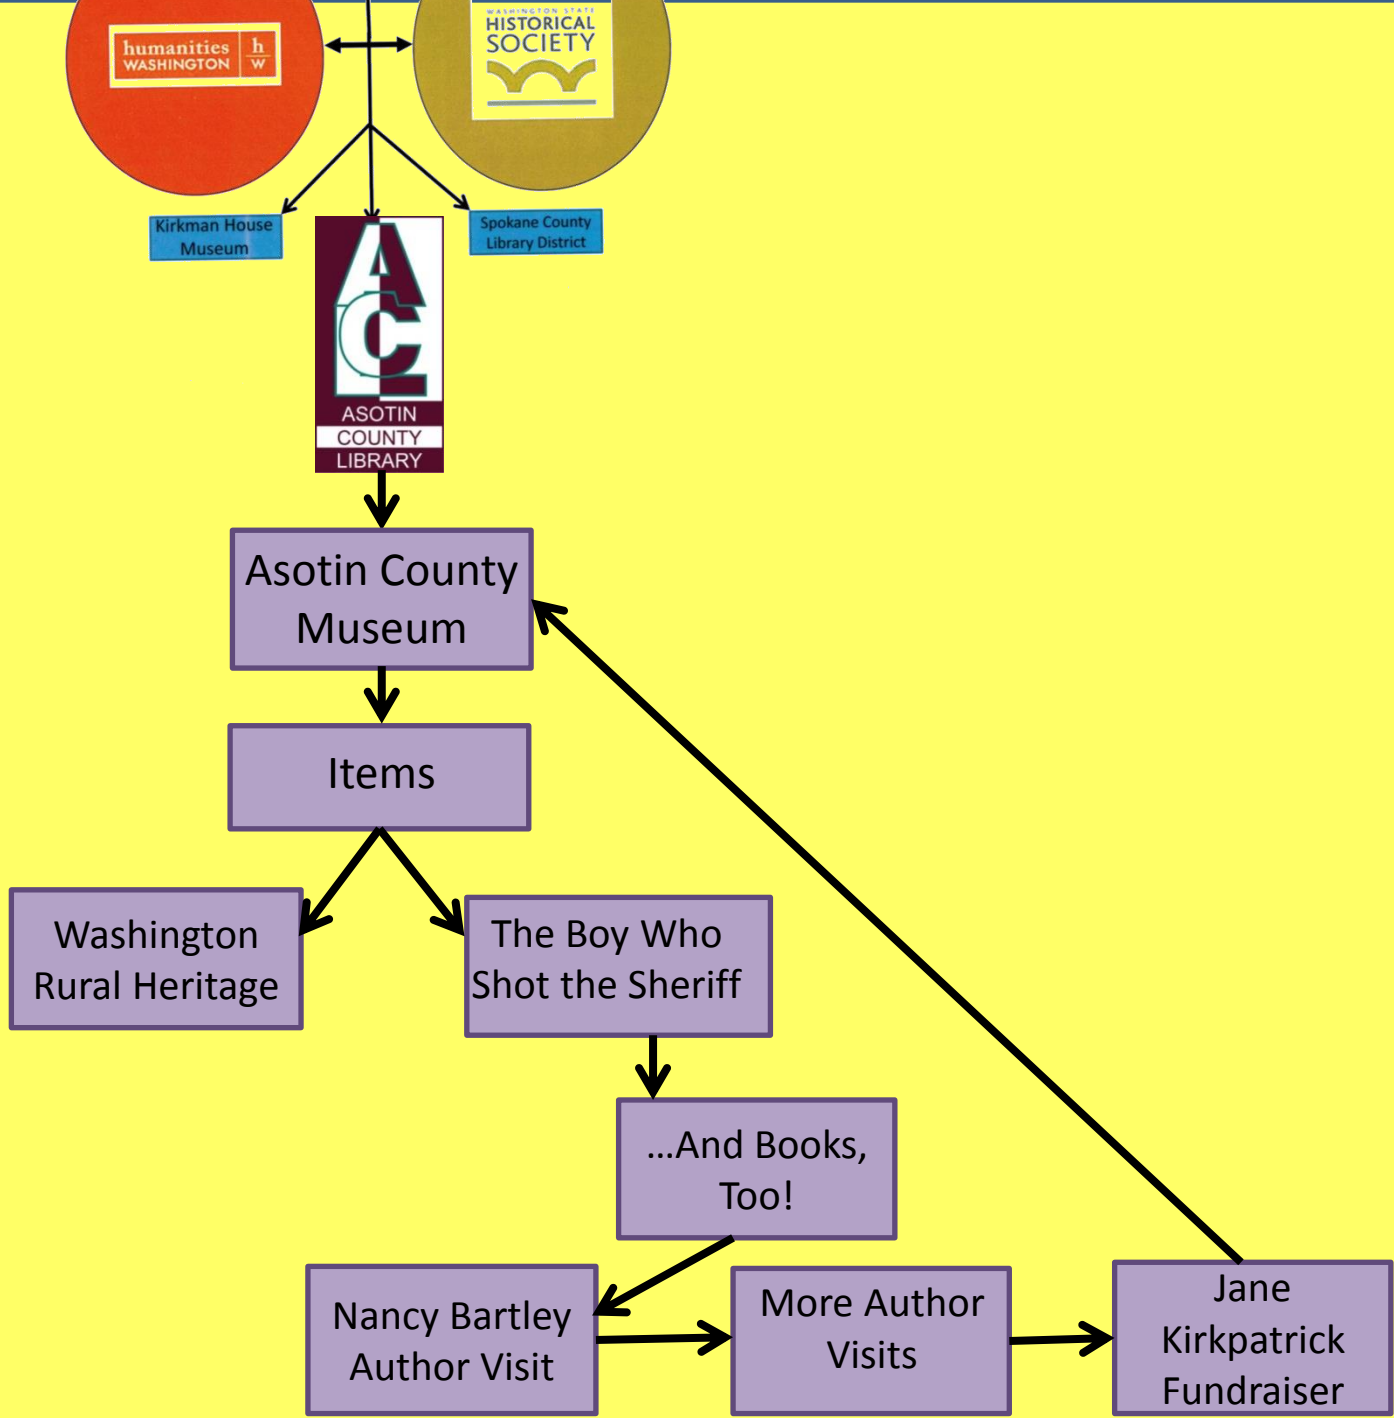 humanities
WASHINGTON
h
w
WASHINGTON STATE
HISTORICAL
SOCIETY
Kirkman House
Museum
Spokane County
Library District
ACL
ASOTIN
COUNTY
LIBRARY
Asotin County
Museum
Items
Washington
Rural Heritage
The Boy Who
Shot the Sheriff
...And Books,
Too!
Nancy Bartley
Author Visit
More Author
Visits
Jane
Kirkpatrick
Fundraiser